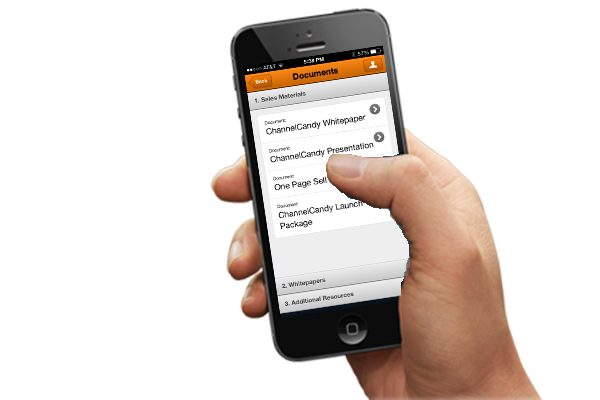 AT&T 5:38 PM 57%
Back Documents
1. Sales Materials
Document
ChannelCandy Whitepaper
Document
ChannelCandy Presentation
Document
One Page Sell
Document
ChannelCandy Launch
Package
2. Whitepapers
3. Additional Resources